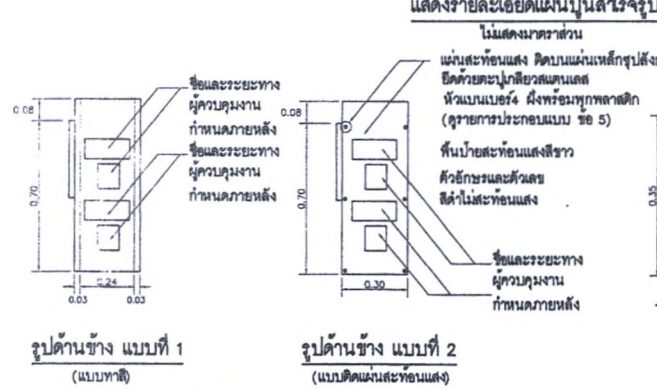 แสดงรายละเอียดแผ่นปูนสำเร็จรูป
ไม่แสดงมาตราส่วน
แผ่นสะท้อนแสง ติดบนแผ่นเหล็กชุปสังกะ
ยึดด้วยตะปูเกลียวสแตนเลส
หัวแบนเบอร์4 ฝังพร้อมพุกพลาสติก
(ดูรายการประกอบแบบ ข้อ 5)
พื้นป้ายสะท้อนแสงสีขาว
ตัวอักษรและตัวเลข
สีดำไม่สะท้อนแสง
ชื่อและระยะทาง
ผู้ควบคุมงาน
กำหนดภายหลัง
ชื่อและระยะทาง
ผู้ควบคุมงาน
กำหนดภายหลัง
ชื่อและระยะทาง
ผู้ควบคุมงาน
กำหนดภายหลัง
0.08
0.70
0.24
0.03
0.03
0.08
0.70
0.30
0.35
รูปด้านข้าง แบบที่ 1
(แบบทาสี)
รูปด้านข้าง แบบที่ 2
(แบบติดแผ่นสะท้อนแสง)